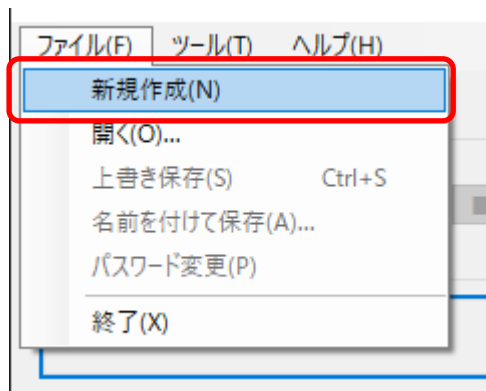 ファイル(F) ツール(T) ヘルプ(H)
新規作成(N)
開く(O)...
上書き保存(S) Ctrl+S
名前を付けて保存(A)...
パスワード変更(P)
終了(X)